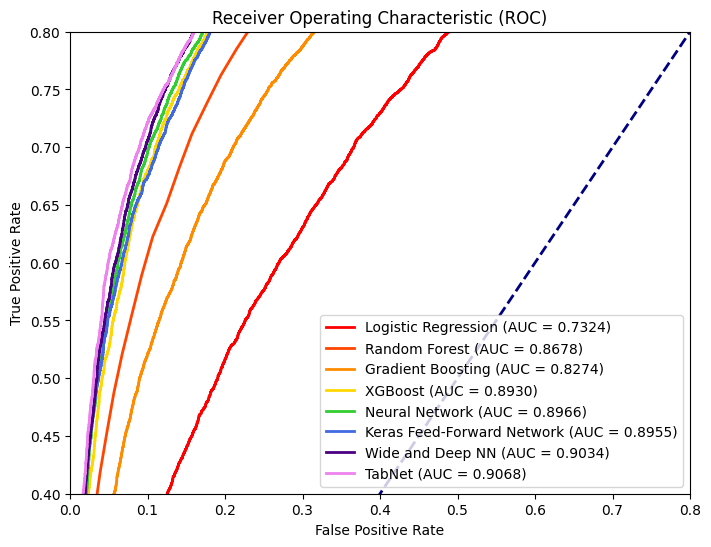 Receiver Operating Characteristic (ROC)
True Positive Rate
0.80
0.75
0.70
0.65
0.60
0.55
0.50
0.45
0.40
Logistic Regression (AUC = 0.7324)
Random Forest (AUC = 0.8678)
Gradient Boosting (AUC = 0.8274)
XGBoost (AUC = 0.8930)
Neural Network (AUC = 0.8966)
Keras Feed-Forward Network (AUC = 0.8955)
Wide and Deep NN (AUC = 0.9034)
TabNet (AUC = 0.9068)
0.0 0.1 0.2 0.3 0.4 0.5 0.6 0.7 0.8
False Positive Rate